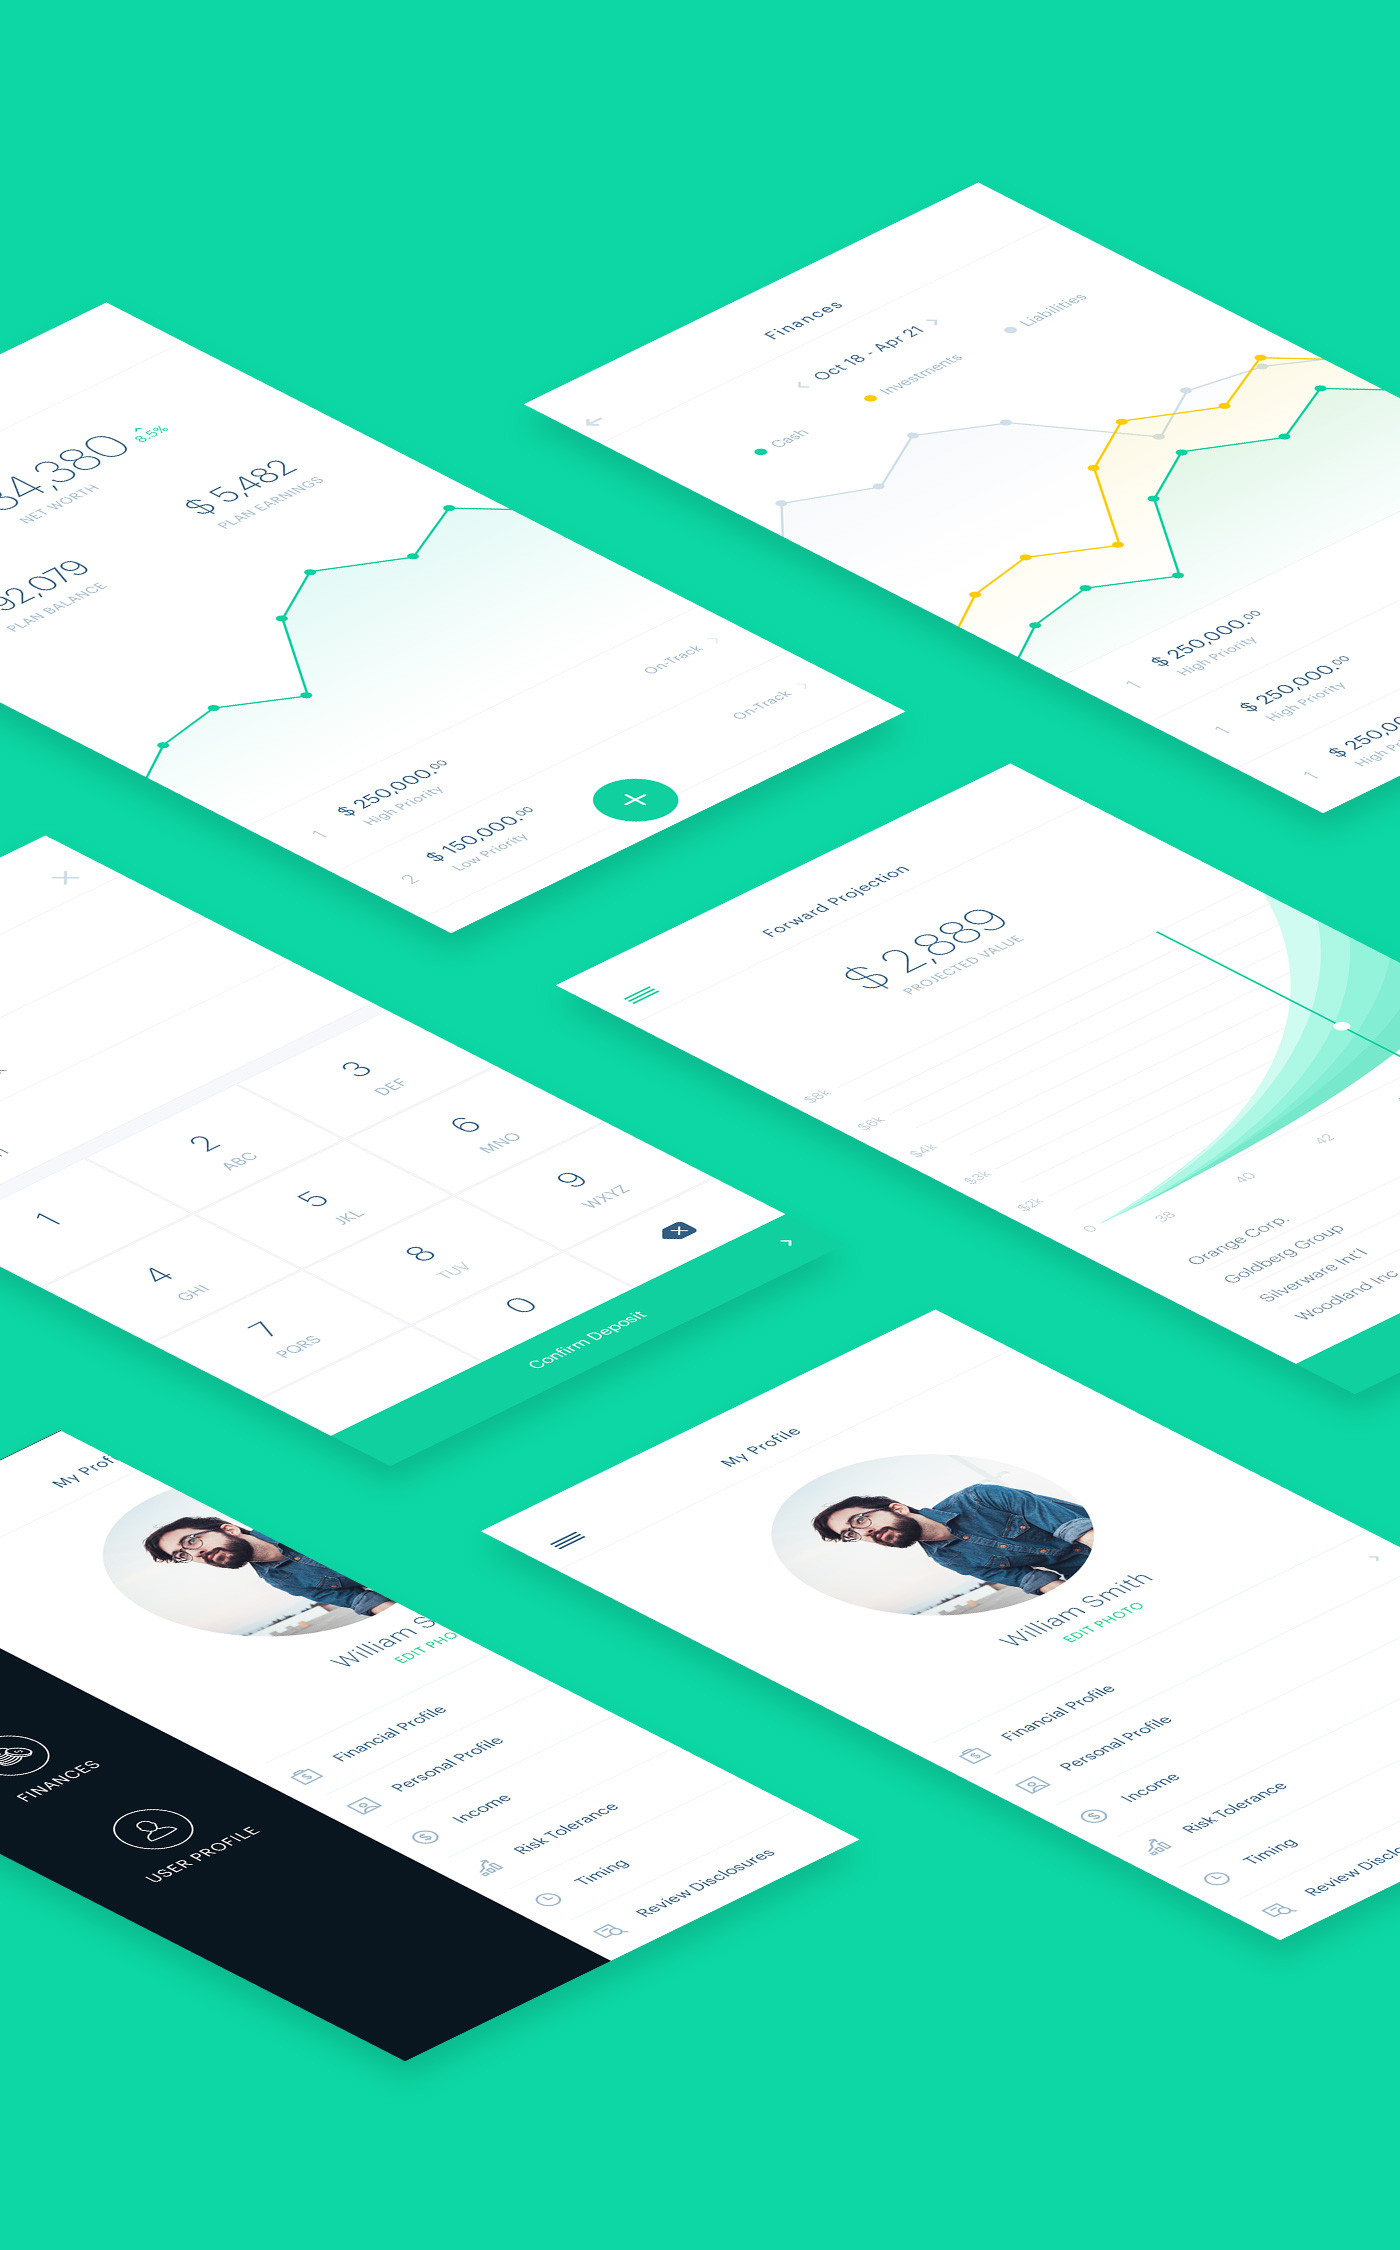 34,380
8.5%
NET WORTH
$ 5,482
PLAN EARNINGS
92,079
PLAN BALANCE
1
$ 250,000.00
High Priority
On-Track
2
$ 150,000.00
Low Priority
On-Track
Finances
Oct 18 - Apr 21
Cash
Investments
Liabilities
1
$ 250,000.00
High Priority
1
$ 250,000.00
High Priority
1
$ 250,0
High
1
2
ABC
3
DEF
4
GHI
5
JKL
6
MNO
7
PQRS
8
TUV
9
WXYZ
0
Confirm Deposit
Forward Projection
$ 2,889
PROJECTED VALUE
$8k
$6k
$4k
$3k
$2k
0
38
40
42
Orange Corp.
Goldberg Group
Silverware Int'l
Woodland Inc
My Prof
William S
EDIT PHO
Financial Profile
Personal Profile
Income
Risk Tolerance
Timing
Review Disclosures
FINANCES
USER PROFILE
My Profile
William Smith
EDIT PHOTO
Financial Profile
Personal Profile
Income
Risk Tolerance
Timing
Review Disclo